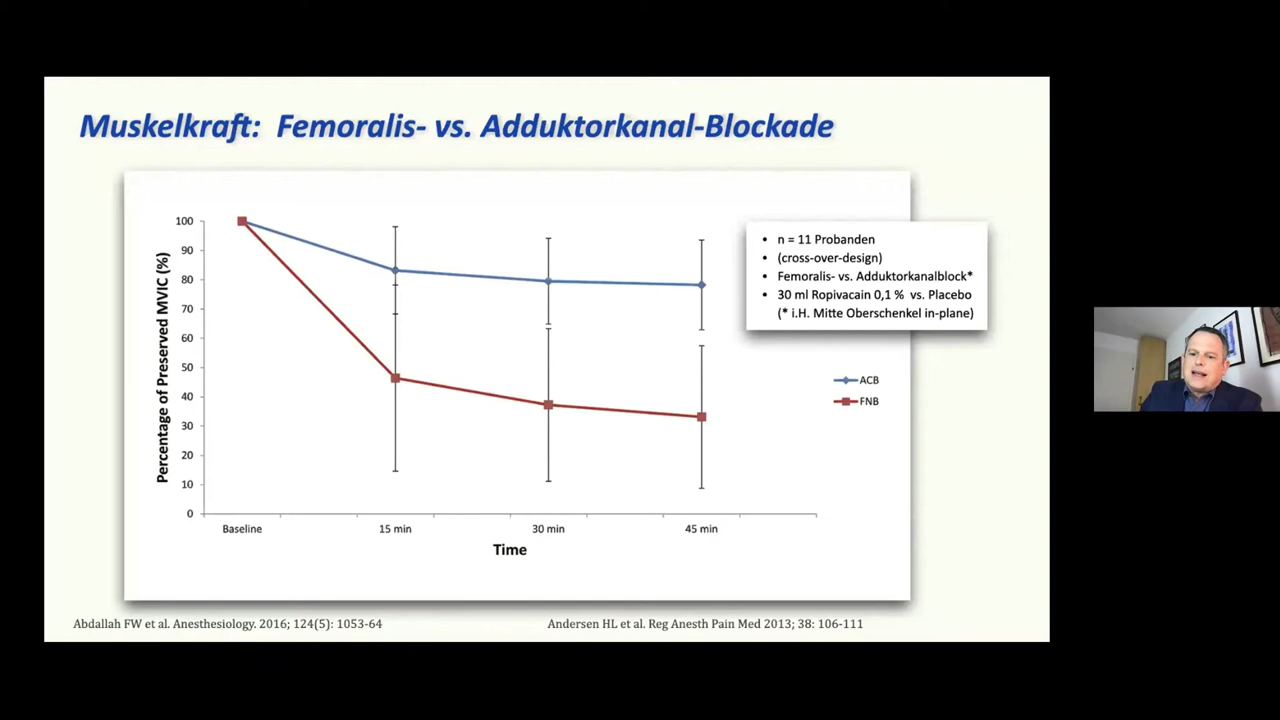 Muskelkraft: Femoralis- vs. Adduktorkanal-Blockade
Percentage of Preserved MVIC (%)
100
90
80
70
60
50
40
30
20
10
0
Baseline
15 min
30 min
45 min
Time
• n = 11 Probanden
• (cross-over-design)
• Femoralis- vs. Adduktorkanalblock*
• 30 ml Ropivacain 0,1 % vs. Placebo
(* i.H. Mitte Oberschenkel in-plane)
ACB
FNB
Abdallah FW et al. Anesthesiology. 2016; 124(5): 1053-64
Andersen HL et al. Reg Anesth Pain Med 2013; 38: 106-111